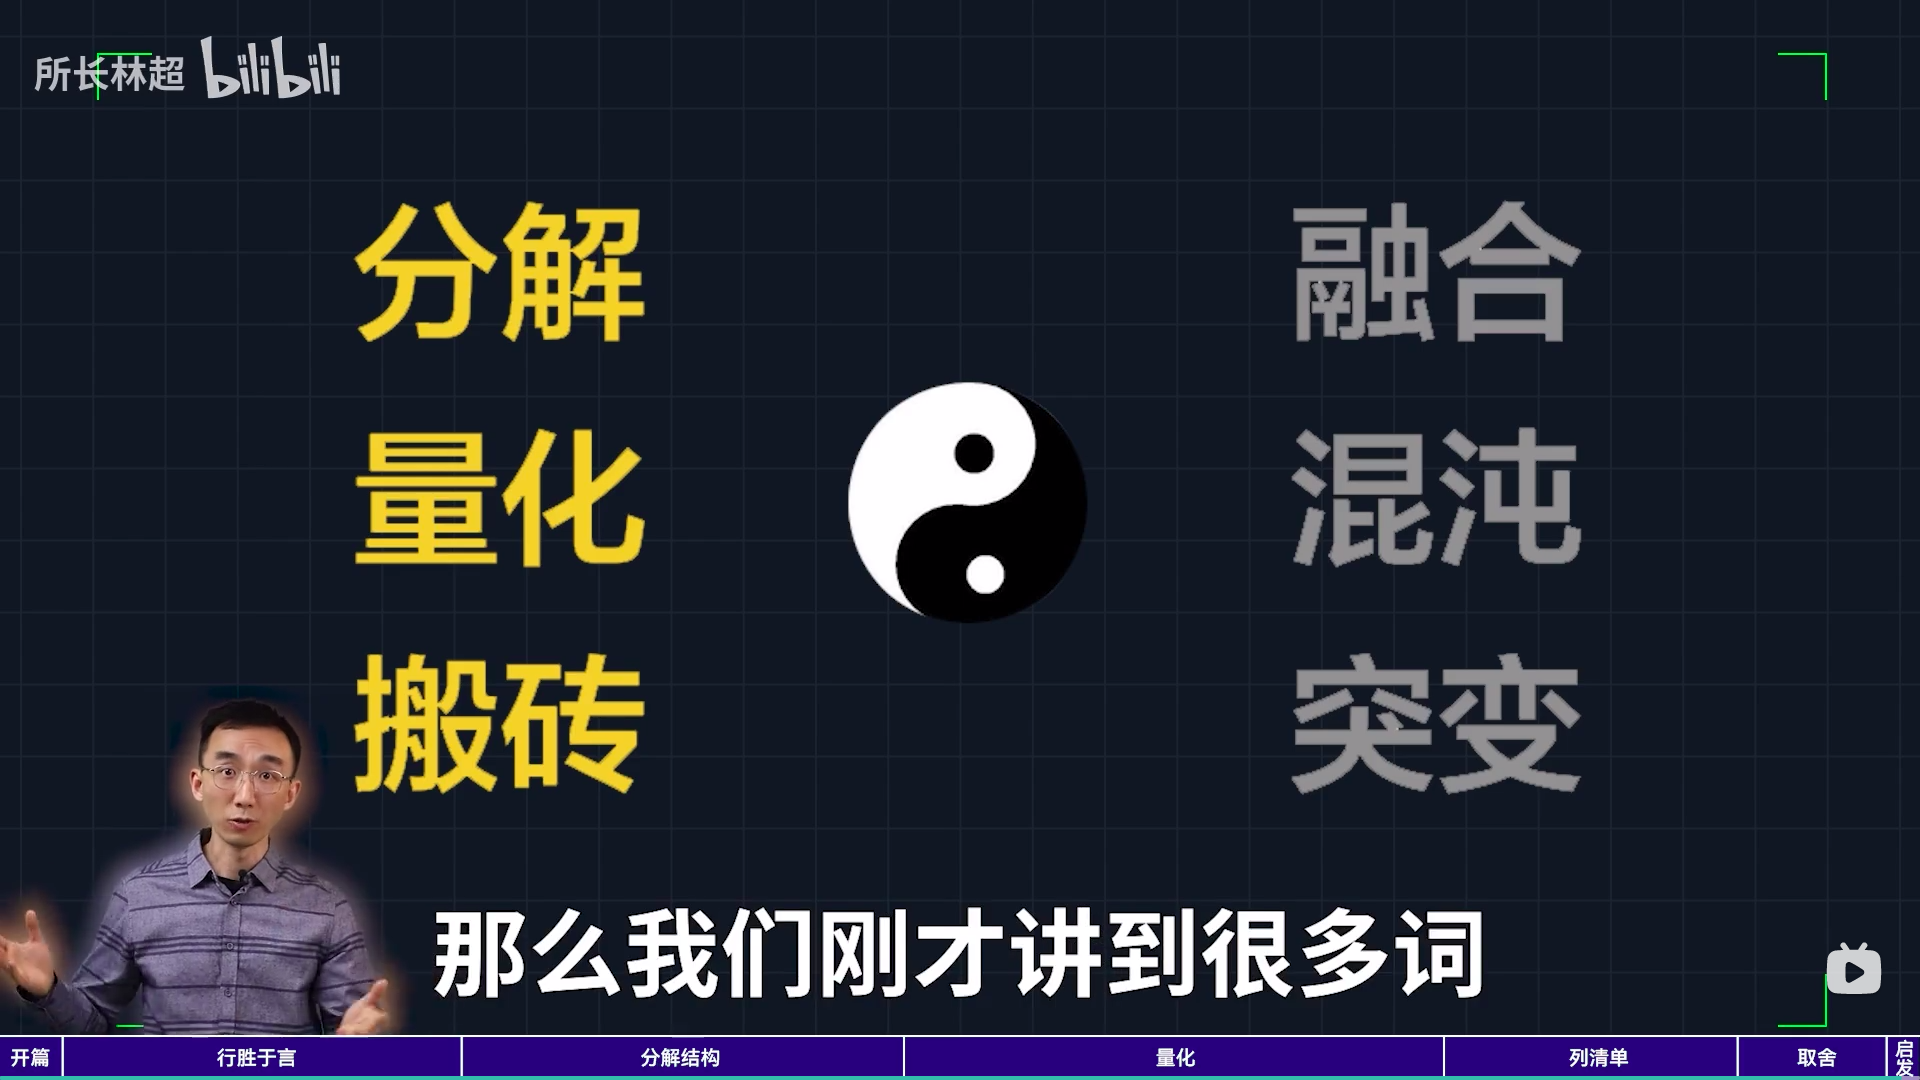 所长林超 bilibili
分解 融合
量化 混沌
搬砖 突变
那么我们刚才讲到很多词
开篇 行胜于言 分解结构 量化 列清单 取舍 启发